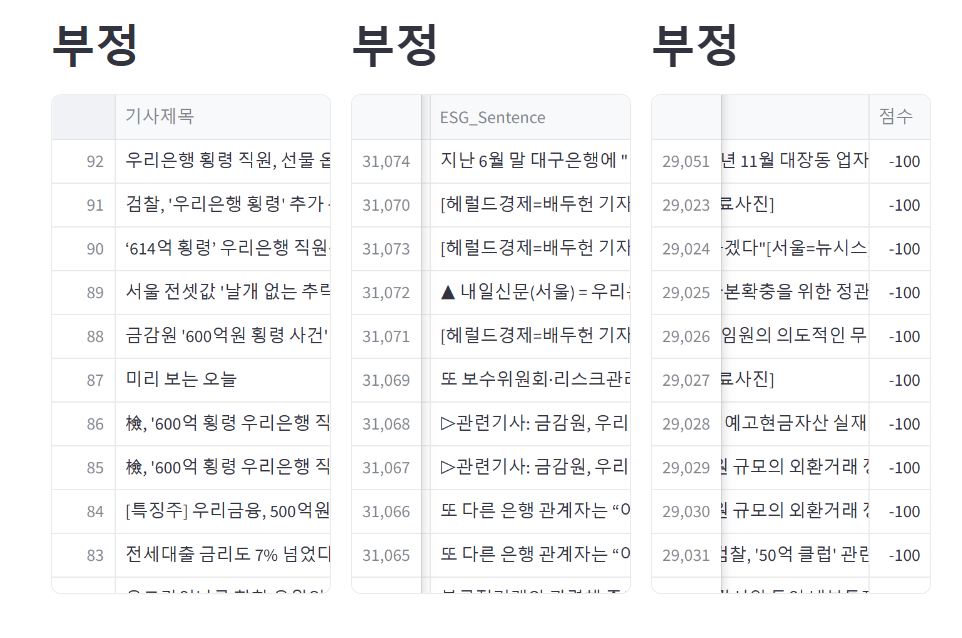 부정
기사제목
92 우리은행 횡령 직원, 선물
91 검찰, '우리은행 횡령' 추가
90 ‘614억 횡령’ 우리은행 직원
89 서울 전셋값 '날개 없는 추락
88 금감원 '600억원 횡령 사건'
87 미리 보는 오늘
86 檢, '600억 횡령 우리은행 직
85 檢, '600억 횡령 우리은행 직
84 [특징주] 우리금융, 500억원
83 전세대출 금리도 7% 넘었다
부정
ESG_Sentence
31,074 지난 6월 말 대구은행에 "
31,070 [헤럴드경제=배두헌 기자
31,073 [헤럴드경제=배두헌 기자
31,072 ▲ 내일신문(서울) = 우리
31,071 [헤럴드경제=배두헌 기자
31,069 또 보수위원회·리스크관리
31,068 ▷관련기사: 금감원, 우리
31,067 ▷관련기사: 금감원, 우리
31,066 또 다른 은행 관계자는 “
31,065 또 다른 은행 관계자는 “
부정
점수
29,051 년 11월 대장동 업자 -100
29,023 료사진] -100
29,024 겠다"[서울=뉴시스 -100
29,025 본확충을 위한 정관 -100
29,026 임원의 의도적인 무 -100
29,027 료사진] -100
29,028 예고현금자산 실재 -100
29,029 원 규모의 외환거래 -100
29,030 원 규모의 외환거래 -100
29,031 검찰, '50억 클럽' 관련 -100